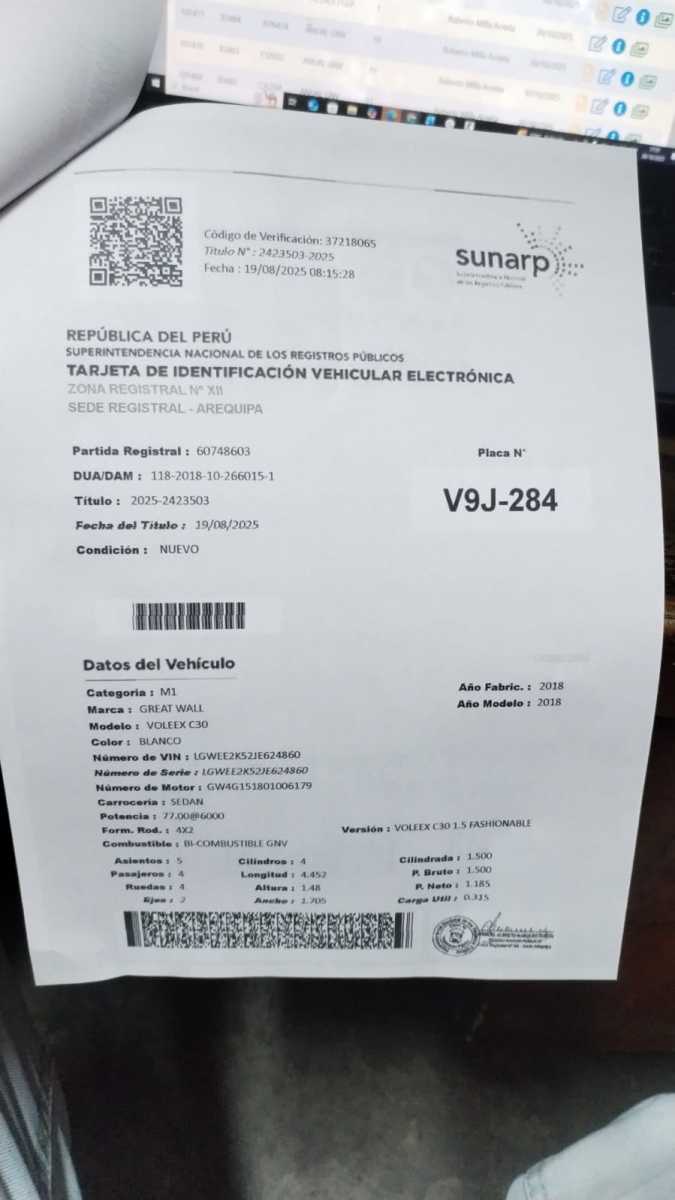 Código de Verificación: 37218065
Título N° : 2423503-2025
Fecha : 19/08/2025 08:15:28
sunarp
Superintendencia Nacional
de los Registros Públicos
REPÚBLICA DEL PERÚ
SUPERINTENDENCIA NACIONAL DE LOS REGISTROS PÚBLICOS
TARJETA DE IDENTIFICACIÓN VEHICULAR ELECTRÓNICA
ZONA REGISTRAL N° XII
SEDE REGISTRAL - AREQUIPA
Partida Registral : 60748603
DUA/DAM : 118-2018-10-266015-1
Título : 2025-2423503
Fecha del Título : 19/08/2025
Condición : NUEVO
Placa N°
V9J-284
Datos del Vehículo
Categoria : M1
Marca : GREAT WALL
Modelo : VOLEEX C30
Color : BLANCO
Número de VIN : LGWEE2K52JE624860
Número de Serie : LGWEE2K52JE624860
Número de Motor : GW4G151801006179
Carrocería : SEDAN
Potencia : 77.00@6000
Form. Rod. : 4X2
Combustible : BI-COMBUSTIBLE GNV
Año Fabric. : 2018
Año Modelo : 2018
Versión : VOLEEX C30 1.5 FASHIONABLE
Asientos : 5 Cilindros : 4 Cilindrada : 1.500
Pasajeros : 4 Longitud : 4.452 P. Bruto : 1.500
Ruedas : 4 Altura : 1.48 P. Neto : 1.185
Ejes : 2 Ancho : 1.705 Carga Util : 0.315